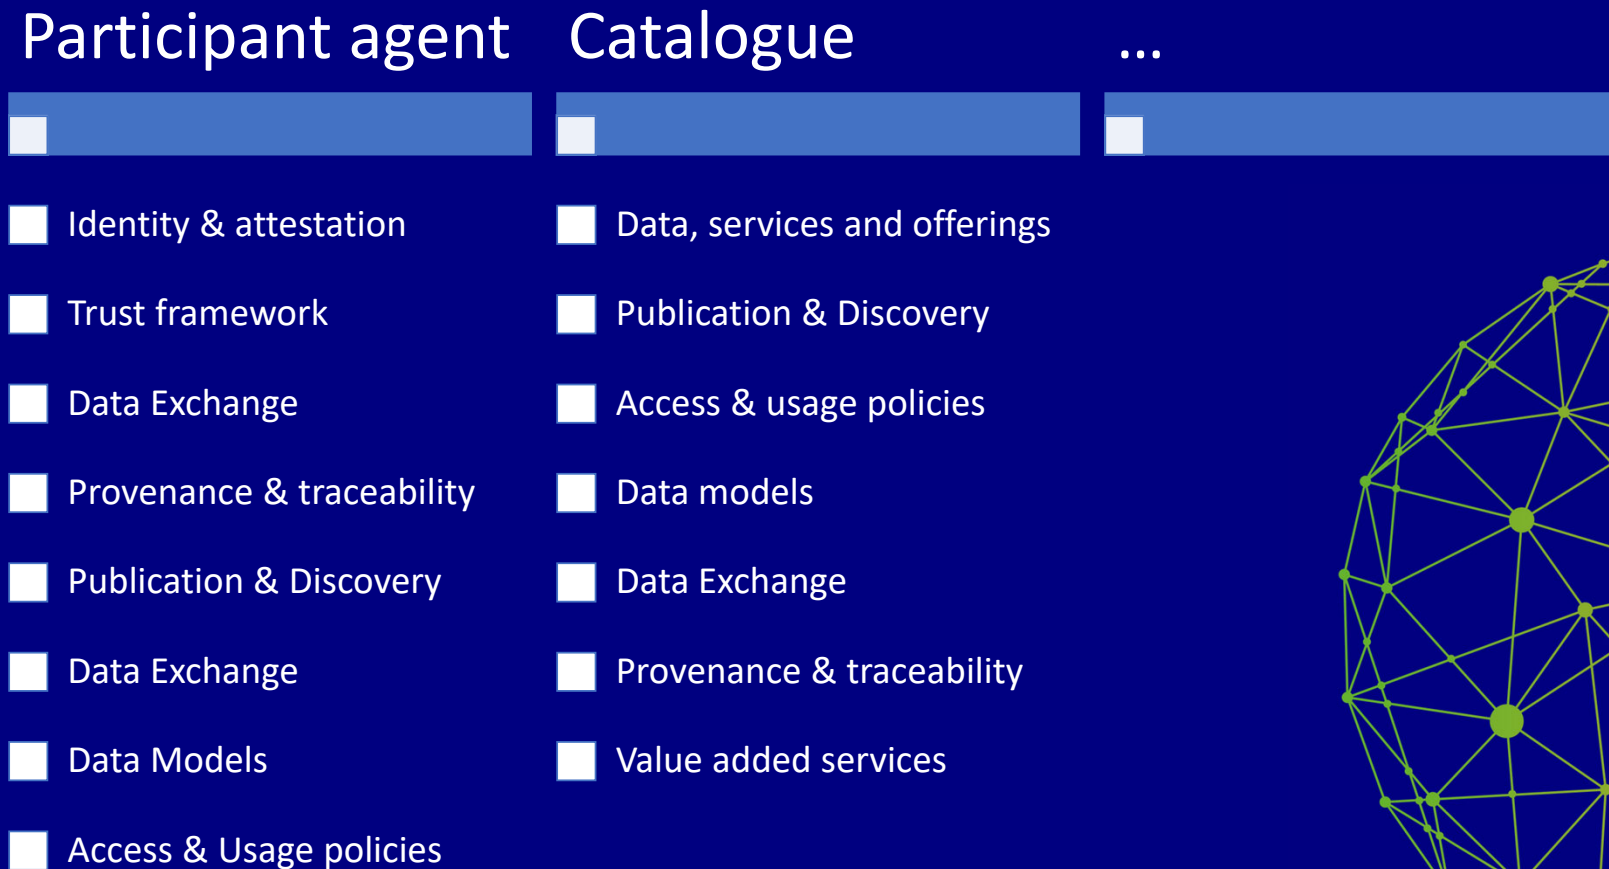 Participant agent
Identity & attestation
Trust framework
Data Exchange
Provenance & traceability
Publication & Discovery
Data Exchange
Data Models
Access & Usage policies
Catalogue
Data, services and offerings
Publication & Discovery
Access & usage policies
Data models
Data Exchange
Provenance & traceability
Value added services
...